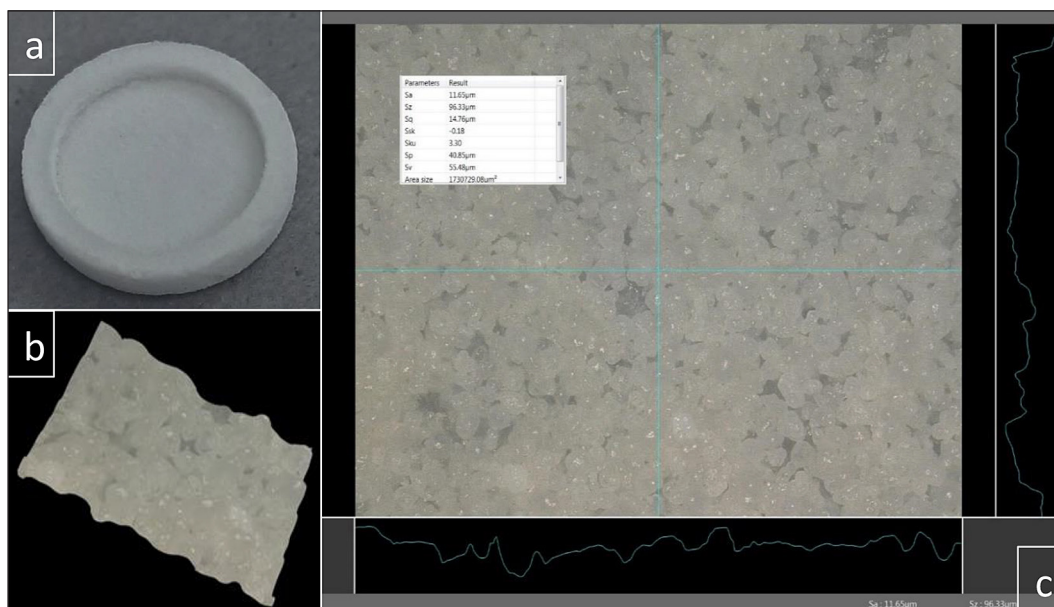 a
b
c
Parameters Result
Sa 11.65µm
Sz 96.33µm
Sq 14.76µm
Ssk -0.18
Sku 3.30
Sp 40.85µm
Sv 55.48µm
Area size 1730729.08µm²
Sa : 11.65µm Sz : 96.33µm